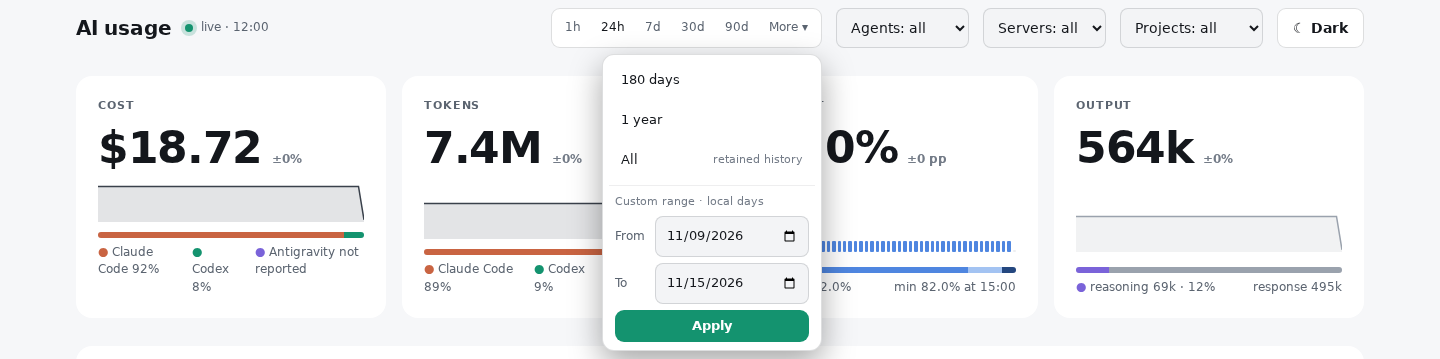 AI usage
live · 12:00
1h 24h 7d 30d 90d More ▾
Agents: all
Servers: all
Projects: all
☾ Dark
180 days
1 year
All retained history
Custom range · local days
From 11/09/2026
To 11/15/2026
Apply
COST
$18.72 ±0%
Claude Code 92%
Codex 8%
Antigravity not reported
TOKENS
7.4M ±0%
Claude Code 89%
Codex 9%
0% ±0 pp
2.0% min 82.0% at 15:00
OUTPUT
564k ±0%
reasoning 69k · 12% response 495k